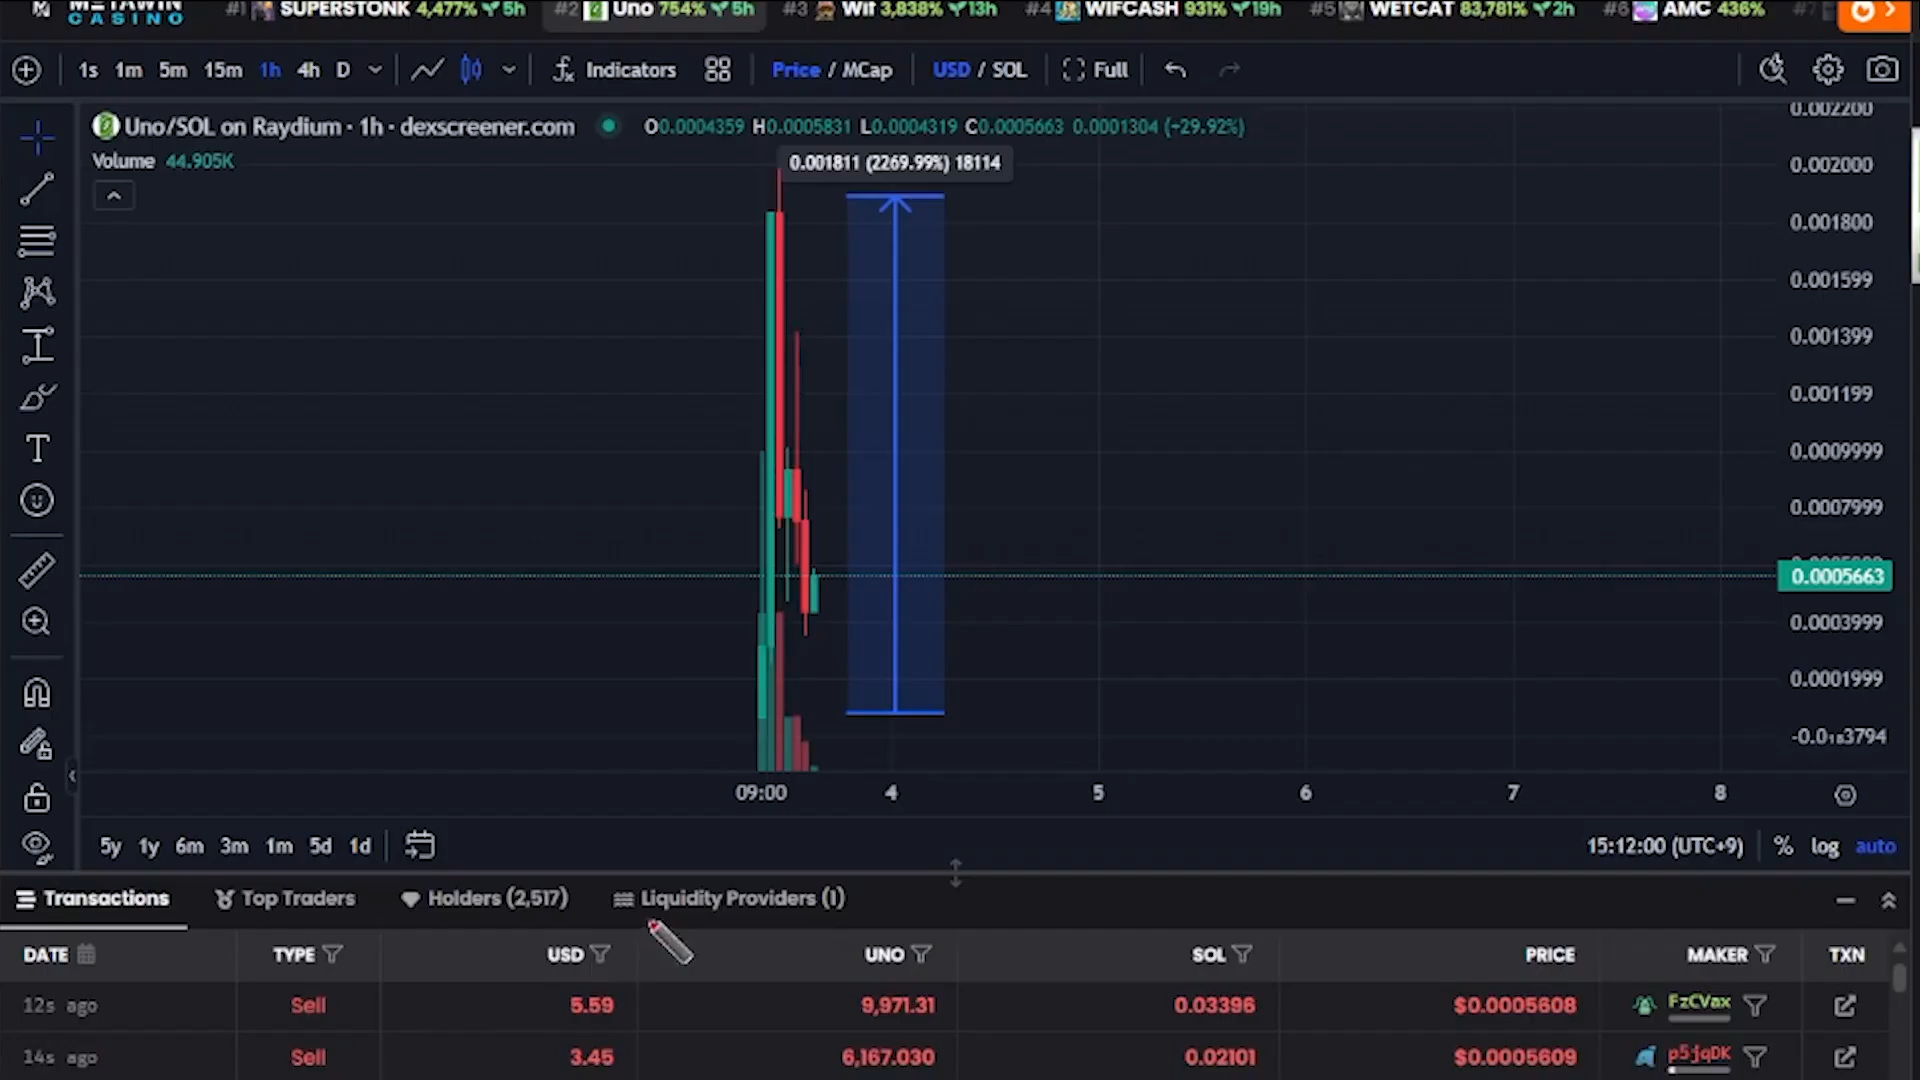 METAWIN CASINO #1 SUPERSTONK 4,477% 5h #2 Uno 754% 5h #3 Wif 3,838% 13h #4 WIFCASH 931% 19h #5 WETCAT 83,781% 2h #6 AMC 436% #7
1s 1m 5m 15m 1h 4h D Indicators Price / MCap USD / SOL Full
Uno/SOL on Raydium · 1h · dexscreener.com O0.0004359 H0.0005831 L0.0004319 C0.0005663 0.0001304 (+29.92%)
Volume 44.905K
0.001811 (2269.99%) 18114
0.002200
0.002000
0.001800
0.001599
0.001399
0.001199
0.0009999
0.0007999
0.0005663
0.0003999
0.0001999
-0.0₁₈3794
09:00 4 5 6 7 8
5y 1y 6m 3m 1m 5d 1d 15:12:00 (UTC+9) % log auto
Transactions Top Traders Holders (2,517) Liquidity Providers (1)
DATE TYPE USD UNO SOL PRICE MAKER TXN
12s ago Sell 5.59 9,971.31 0.03396 $0.0005608 FzCVax
14s ago Sell 3.45 6,167.030 0.02101 $0.0005609 p5jqDK